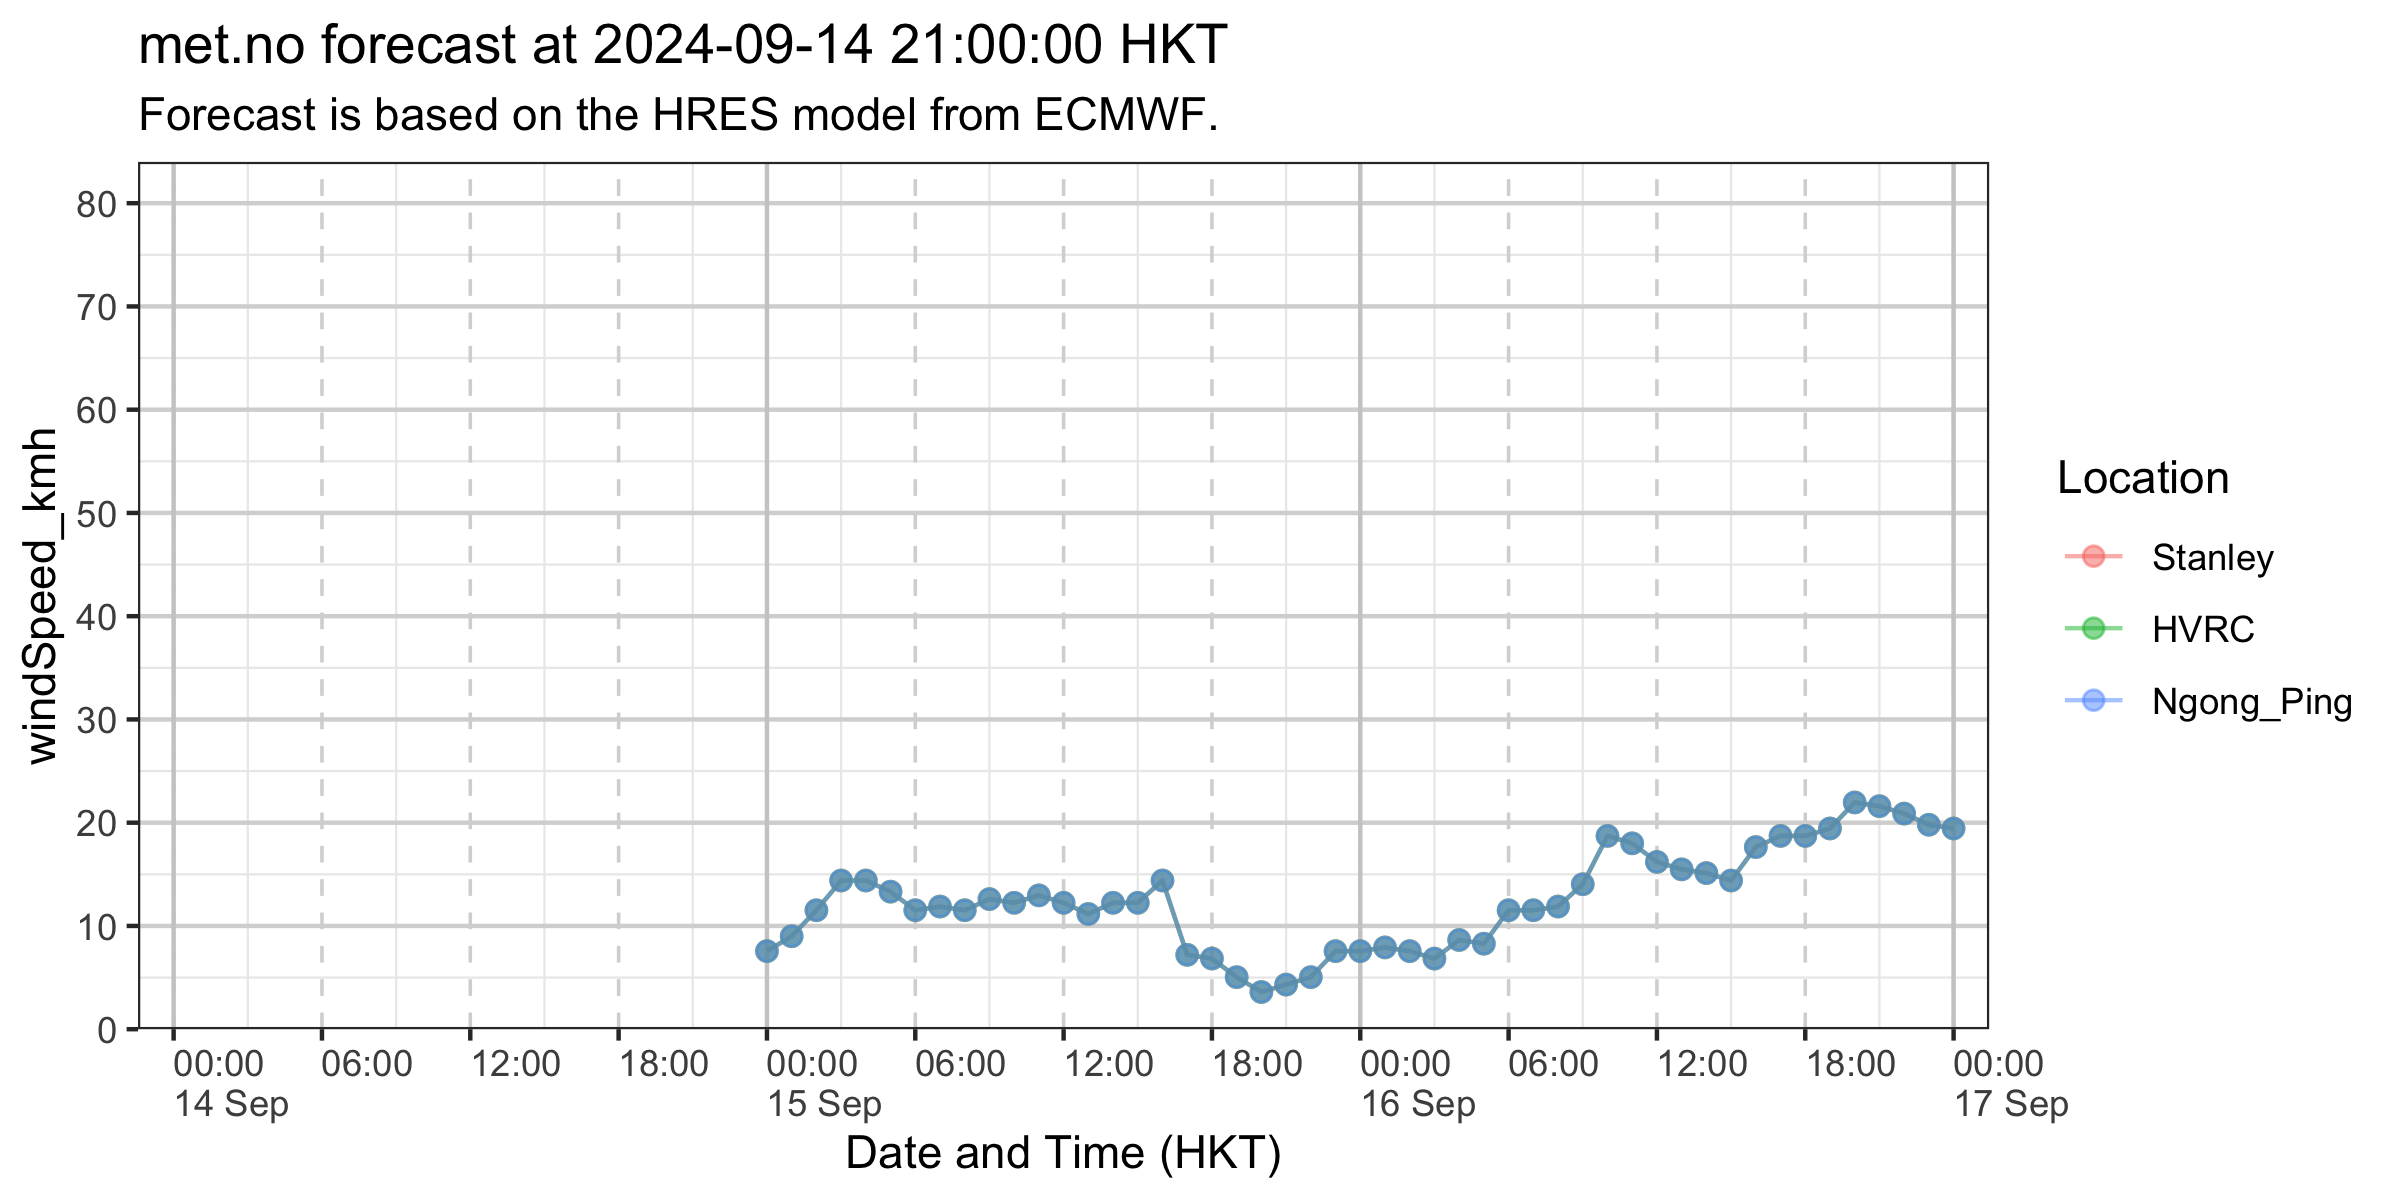 met.no forecast at 2024-09-14 21:00:00 HKT
Forecast is based on the HRES model from ECMWF.
windSpeed_kmh
80
70
60
50
40
30
20
10
0
00:00 06:00 12:00 18:00 00:00 06:00 12:00 18:00 00:00 06:00 12:00 18:00 00:00
14 Sep 15 Sep 16 Sep 17 Sep
Date and Time (HKT)
Location
Stanley
HVRC
Ngong_Ping